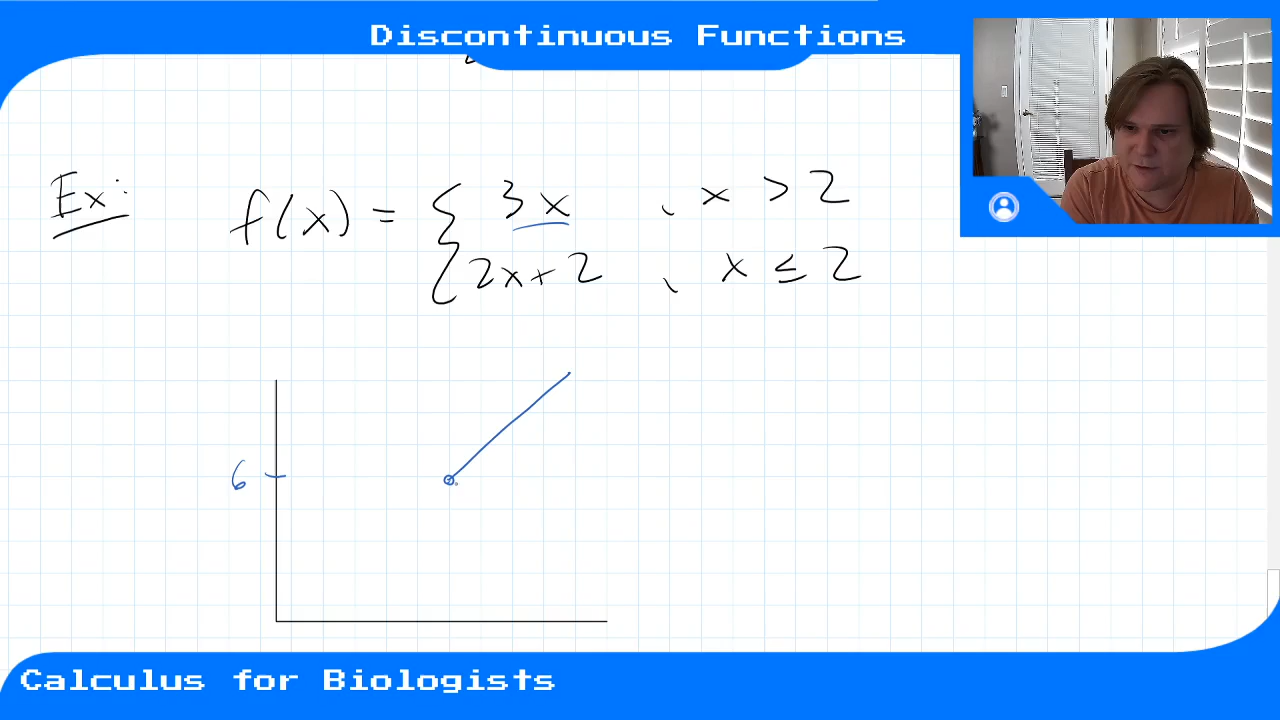 Discontinuous Functions
Ex: f(x) = { 3x , x > 2
2x + 2 , x ≤ 2
6
Calculus for Biologists